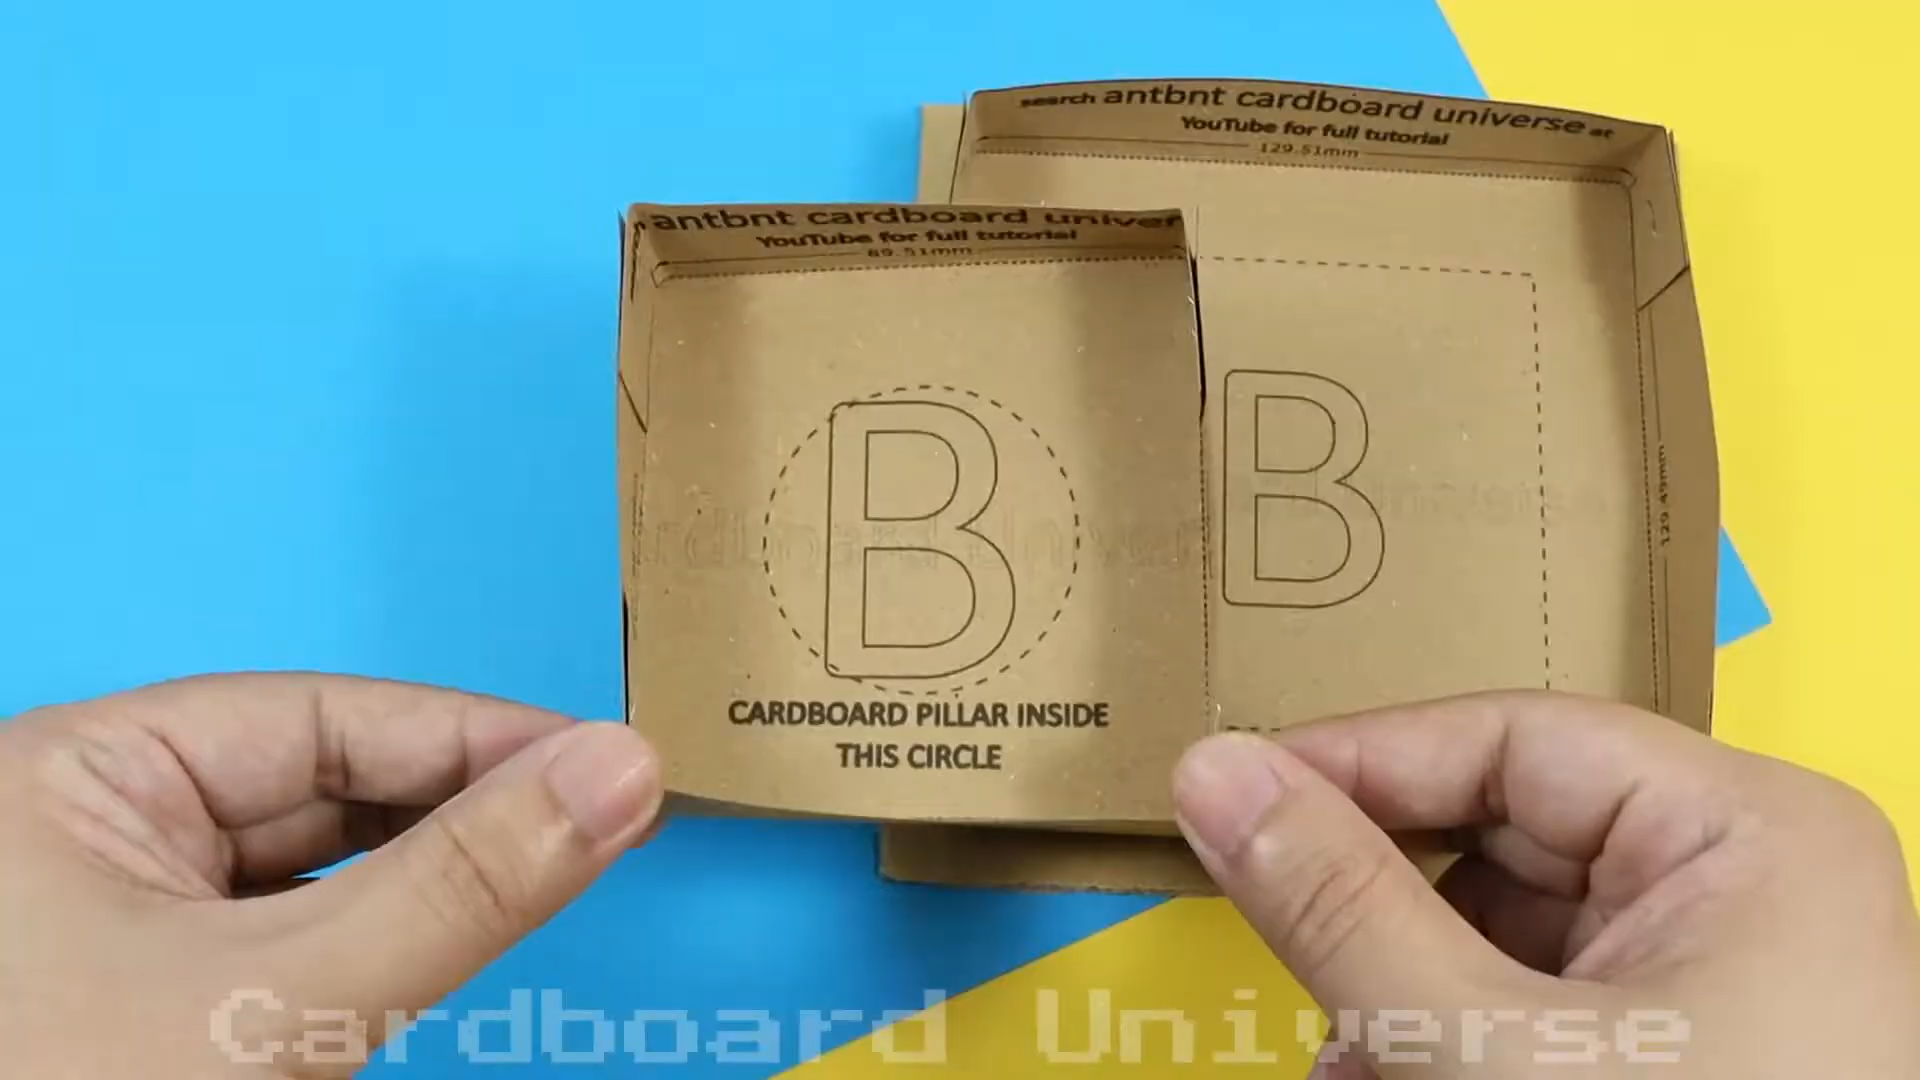 search antbnt cardboard universe at
YouTube for full tutorial
129.51mm
antbnt cardboard univer
YouTube for full tutorial
89.51mm
B
CARDBOARD PILLAR INSIDE
THIS CIRCLE
B
129.49mm
Cardboard Universe